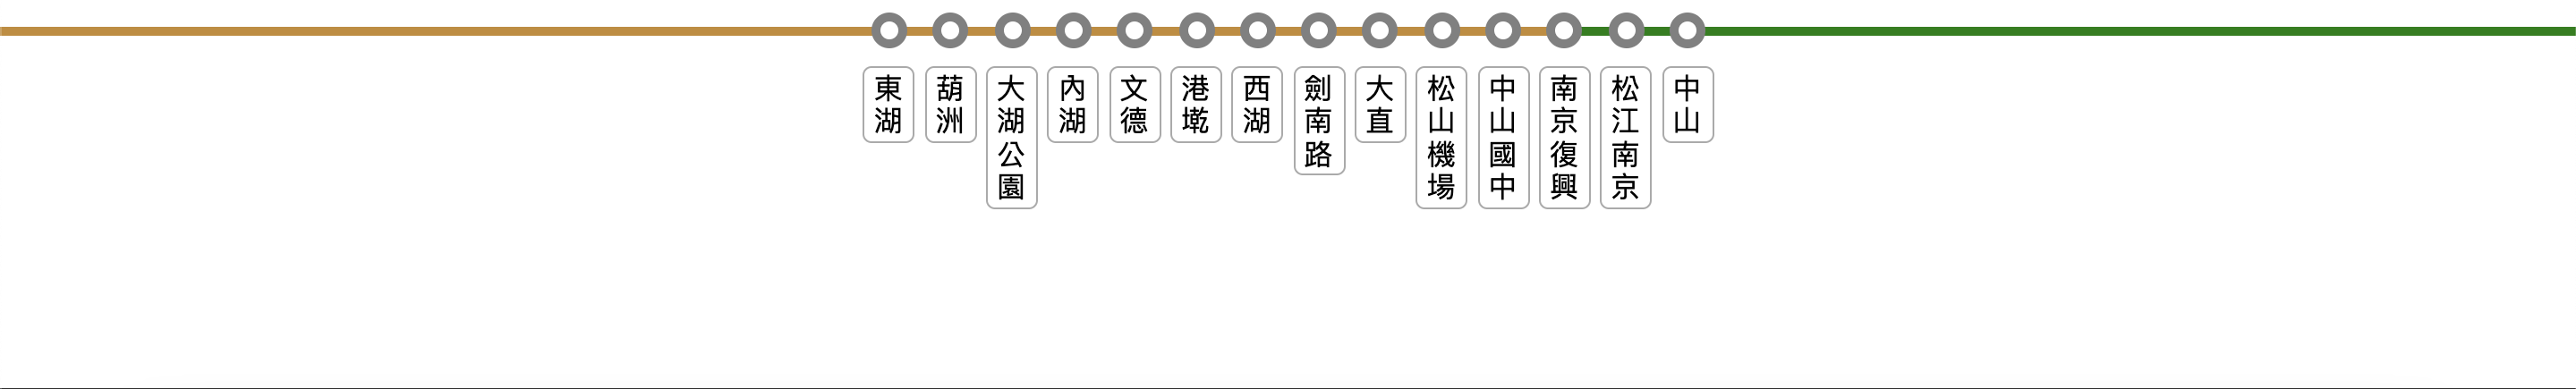 東湖
葫洲
大湖公園
內湖
文德
港墘
西湖
劍南路
大直
松山機場
中山國中
南京復興
松江南京
中山